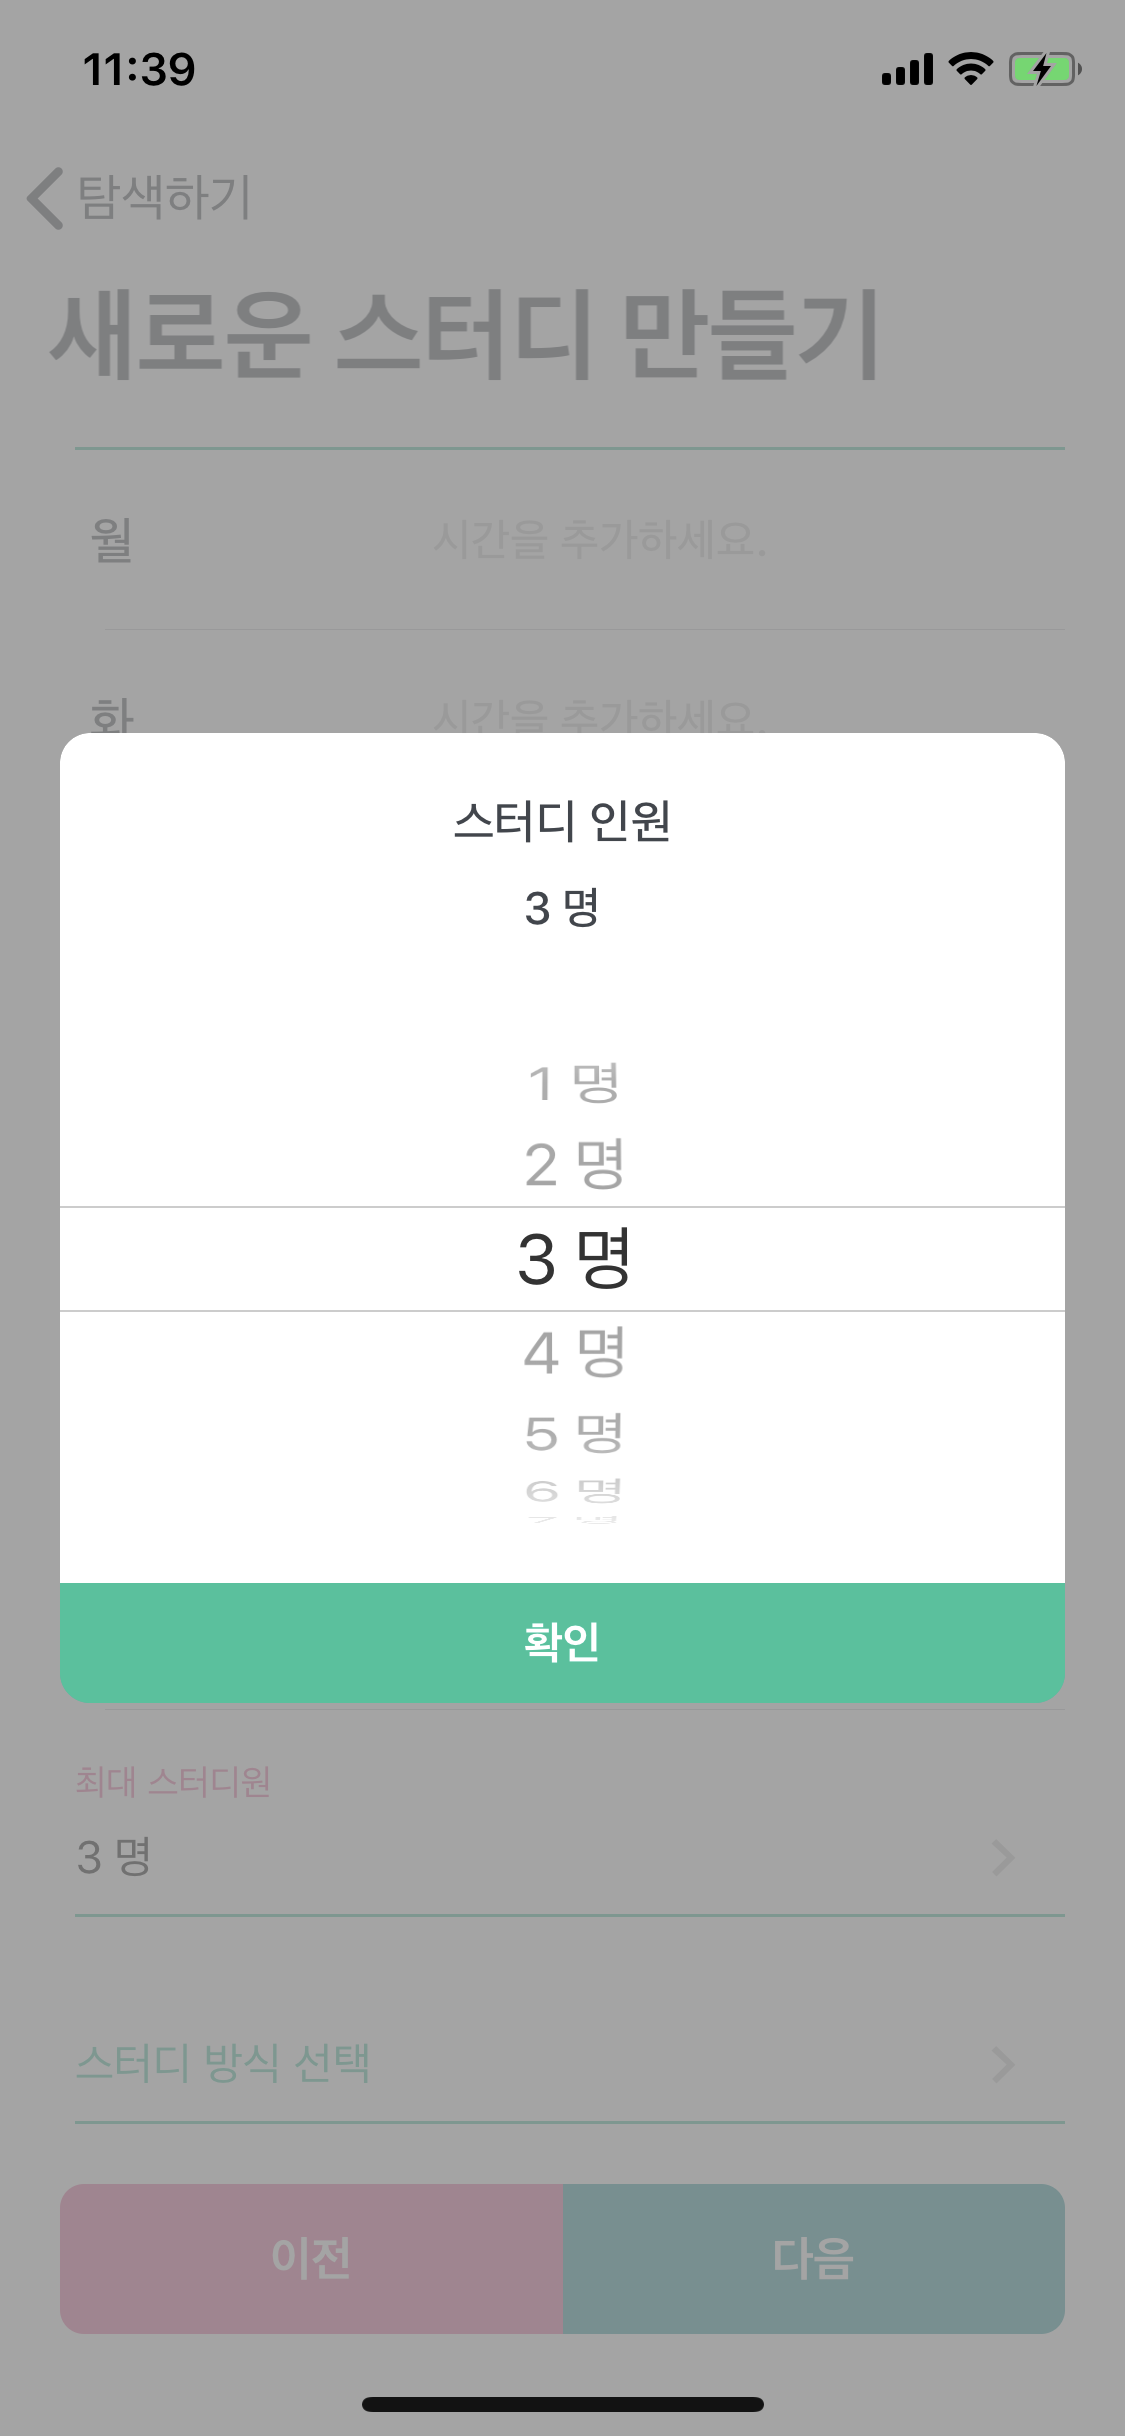 11:39
탐색하기
새로운 스터디 만들기
월 시간을 추가하세요.
화 시간을 추가하세요.
스터디 인원
3 명
1 명
2 명
3 명
4 명
5 명
6 명
7 명
확인
최대 스터디원
3 명
스터디 방식 선택
이전 다음